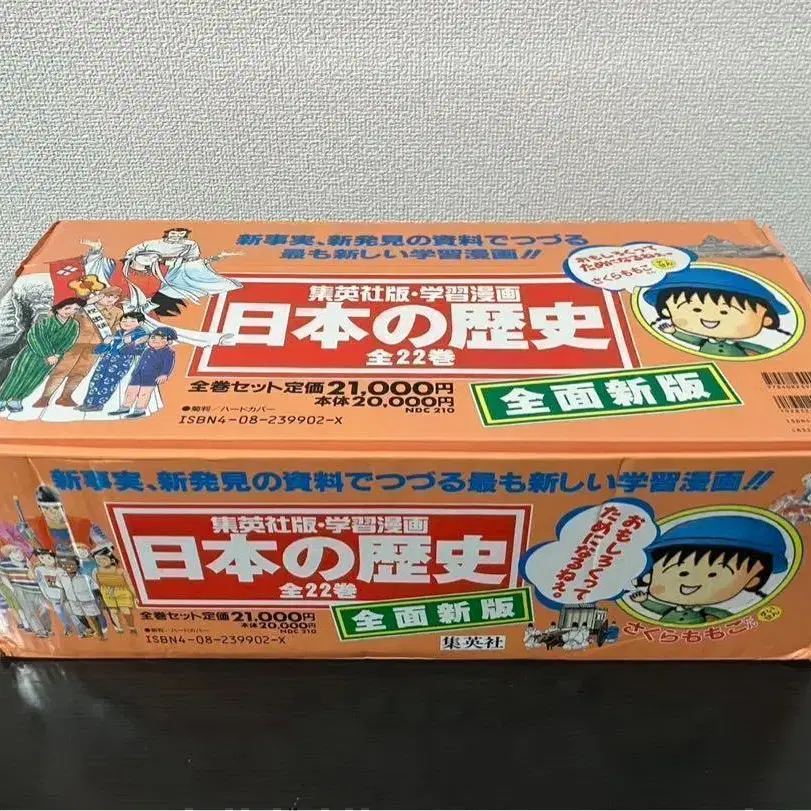 新事実、新発見の資料でつづる
最も新しい学習漫画!!
おもしろくって
ためになるねぇ。
さくらももこ
さん
集英社版・学習漫画
日本の歴史
全22巻
全巻セット定価21,000円
本体20,000円
NDC 210
●菊判/ハードカバー
ISBN4-08-239902-X
全面新版
新事実、新発見の資料でつづる最も新しい学習漫画!!
集英社版・学習漫画
日本の歴史
全22巻
全巻セット定価21,000円
本体20,000円
NDC 210
●菊判/ハードカバー
ISBN4-08-239902-X
全面新版
集英社
おもしろくって
ためになるねぇ。
さくらももこ
さん